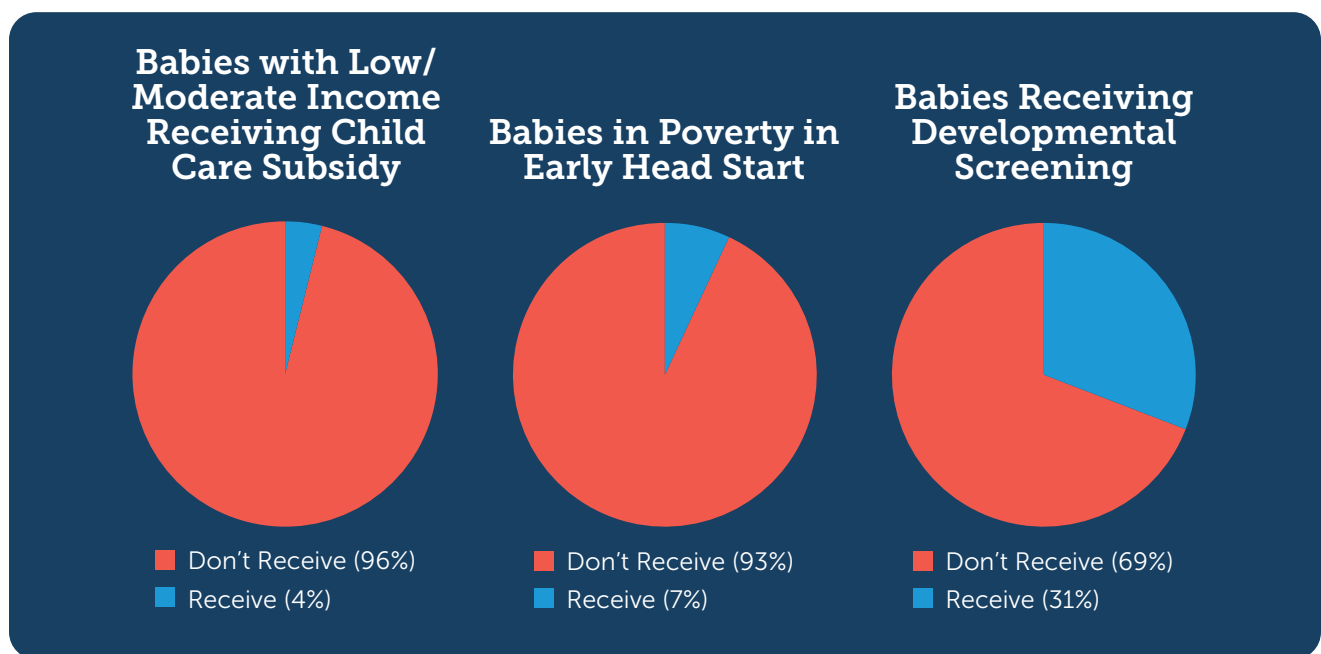 Babies with Low/
Moderate Income
Receiving Child
Care Subsidy
Don't Receive (96%)
Receive (4%)
Babies in Poverty in
Early Head Start
Don't Receive (93%)
Receive (7%)
Babies Receiving
Developmental
Screening
Don't Receive (69%)
Receive (31%)